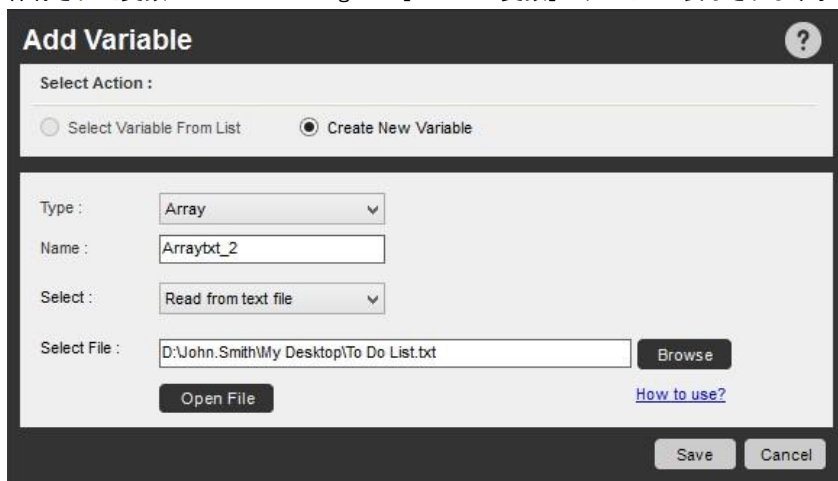 Add Variable
?
Select Action :
Select Variable From List
Create New Variable
Type :
Array
Name :
Arraytxt_2
Select :
Read from text file
Select File :
D:\John.Smith\My Desktop\To Do List.txt
Browse
Open File
How to use?
Save
Cancel